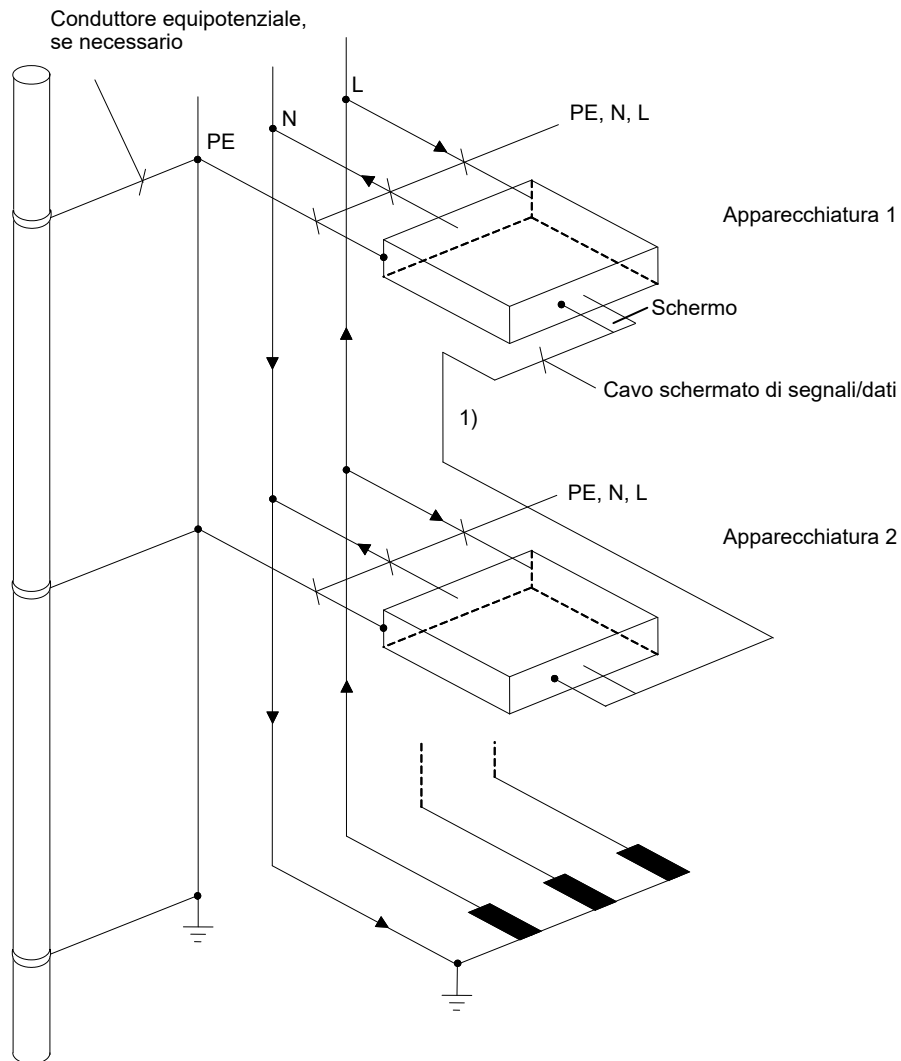 Conduttore equipotenziale,
se necessario
L
N
PE
PE, N, L
Apparecchiatura 1
Schermo
Cavo schermato di segnali/dati
1)
PE, N, L
Apparecchiatura 2